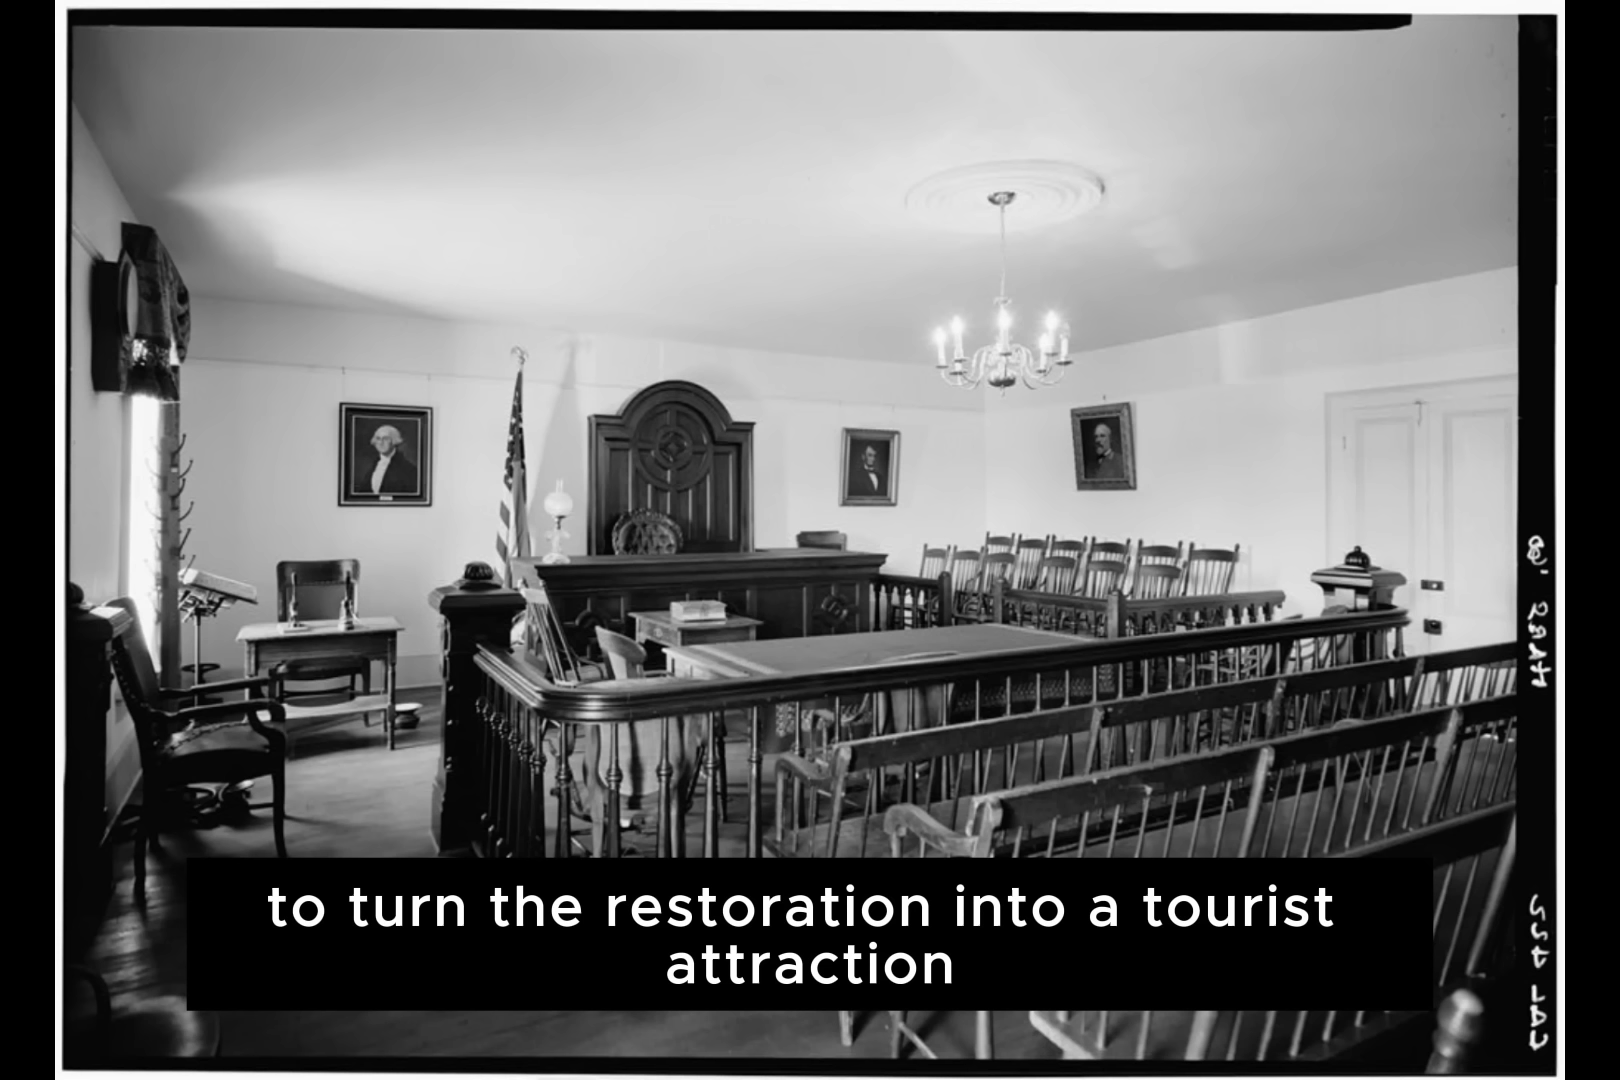 to turn the restoration into a tourist
attraction